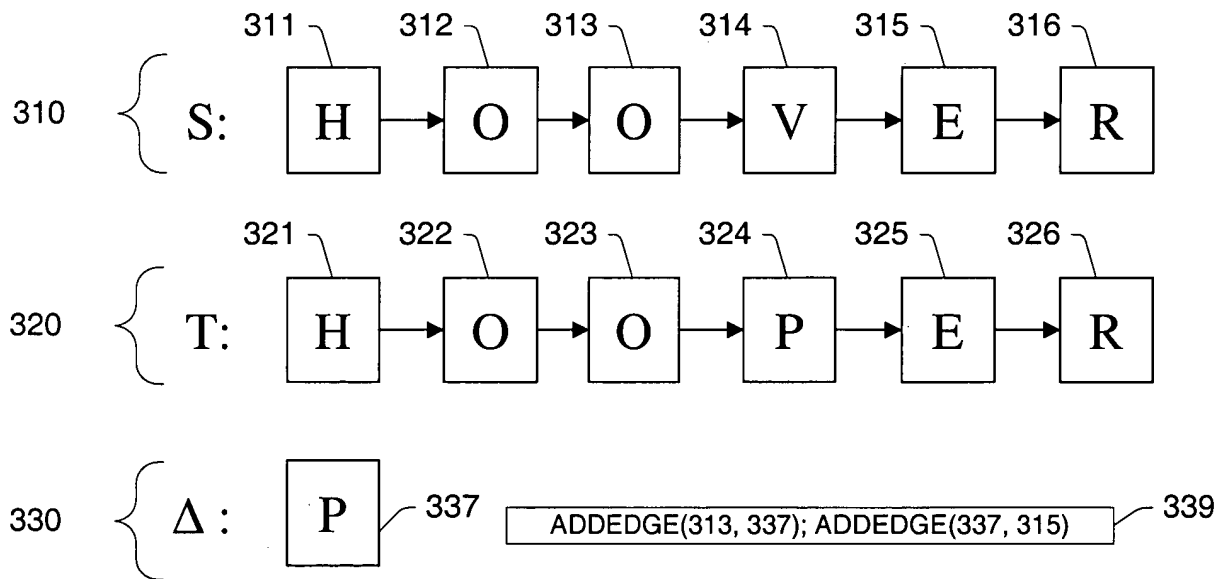 311 312 313 314 315 316
310 S: H O O V E R
321 322 323 324 325 326
320 T: H O O P E R
330 Δ : P 337 ADDEDGE(313, 337); ADDEDGE(337, 315) 339